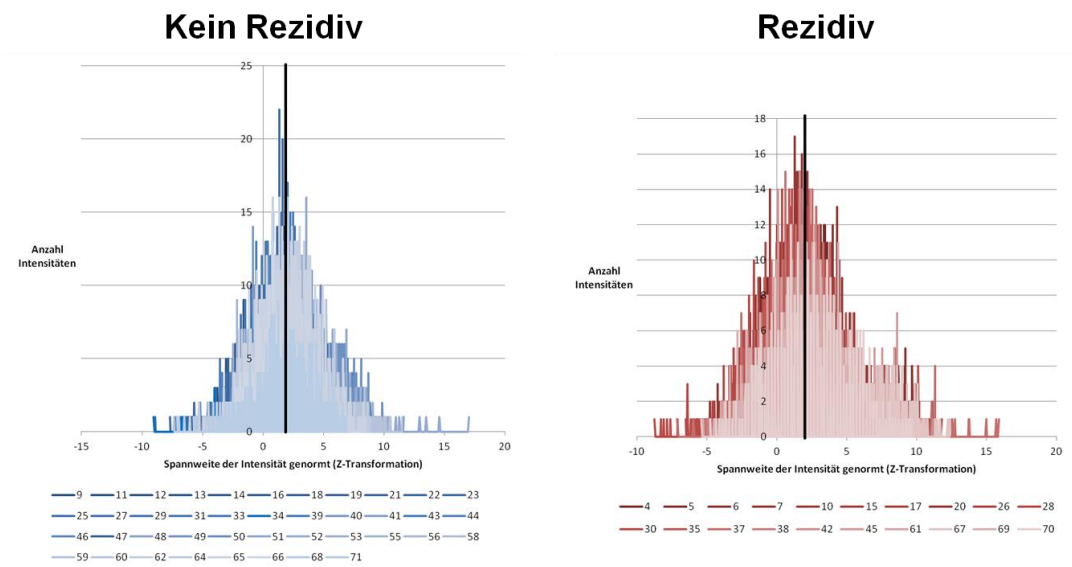 Kein Rezidiv
25
20
15
10
5
0
Anzahl
Intensitäten
-15 -10 -5 0 5 10 15 20
Spannweite der Intensität genormt (Z-Transformation)
9 11 12 13 14 16 18 19 21 22 23
25 27 29 31 33 34 39 40 41 43 44
46 47 48 49 50 51 52 53 55 56 58
59 60 62 64 65 66 68 71
Rezidiv
18
16
14
12
10
8
6
4
2
0
Anzahl
Intensitäten
-10 -5 0 5 10 15 20
Spannweite der Intensität genormt (Z-Transformation)
4 5 6 7 10 15 17 20 26 28
30 35 37 38 42 45 61 67 69 70